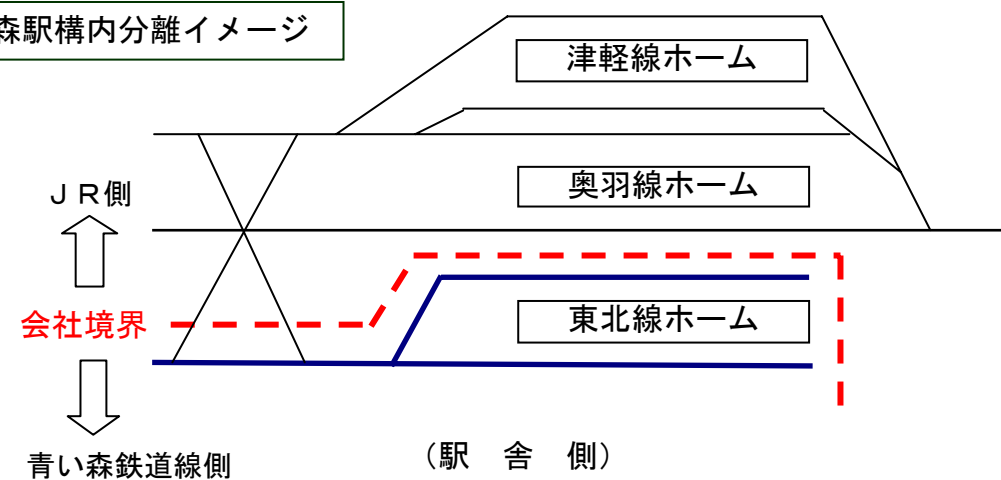 森駅構内分離イメージ
津軽線ホーム
奥羽線ホーム
ＪＲ側
会社境界
東北線ホーム
青い森鉄道線側
（駅　舎　側）